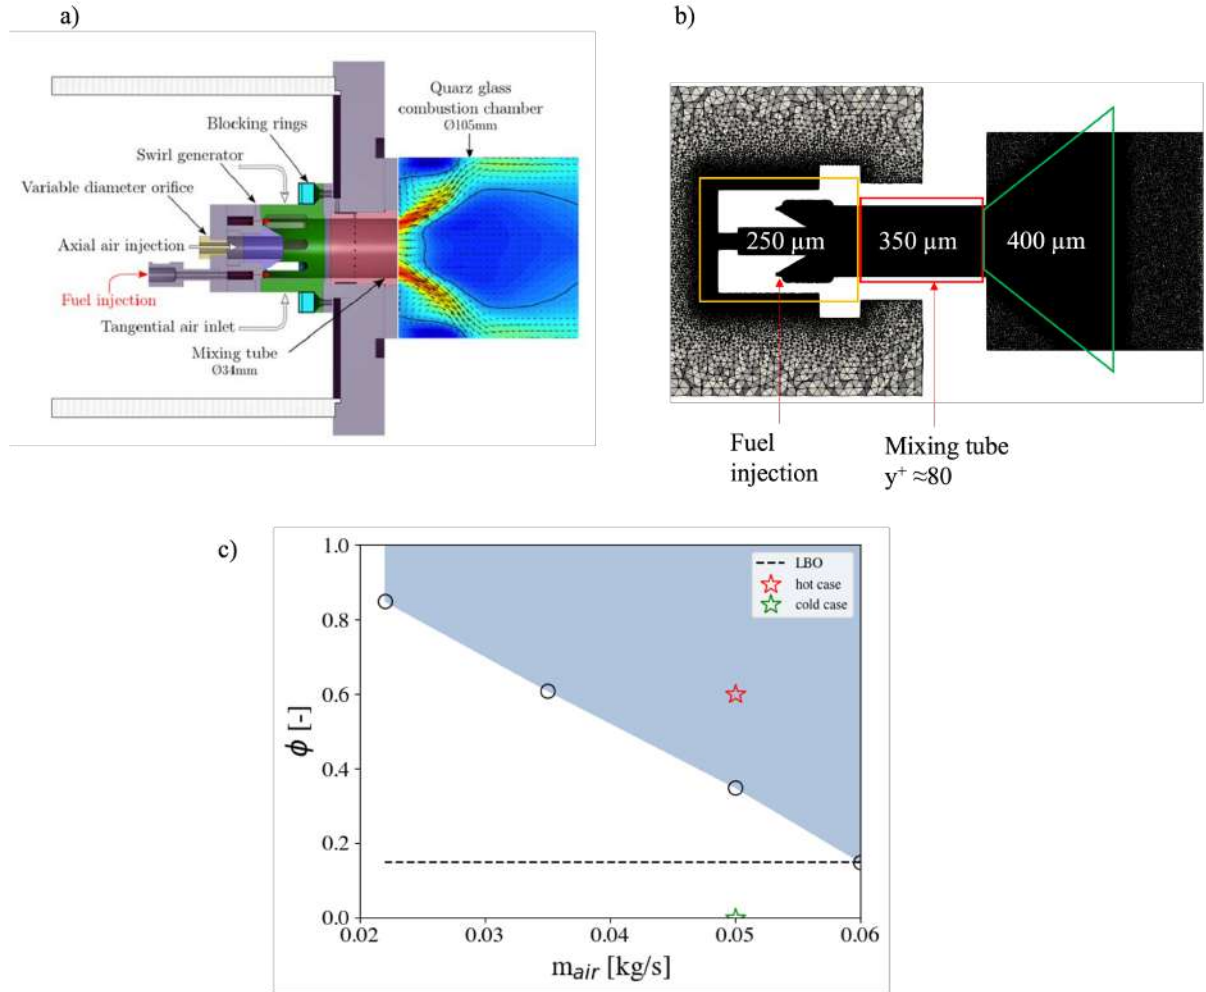 a)
Quarz glass
combustion chamber
Ø105mm
Blocking rings
Swirl generator
Variable diameter orifice
Axial air injection
Fuel injection
Tangential air inlet
Mixing tube
Ø34mm
b)
250 µm
350 µm
400 µm
Fuel
injection
Mixing tube
y⁺ ≈80
c)
1.0
0.8
0.6
0.4
0.2
0.0
ϕ [-]
LBO
hot case
cold case
0.02
0.03
0.04
0.05
0.06
m_air [kg/s]